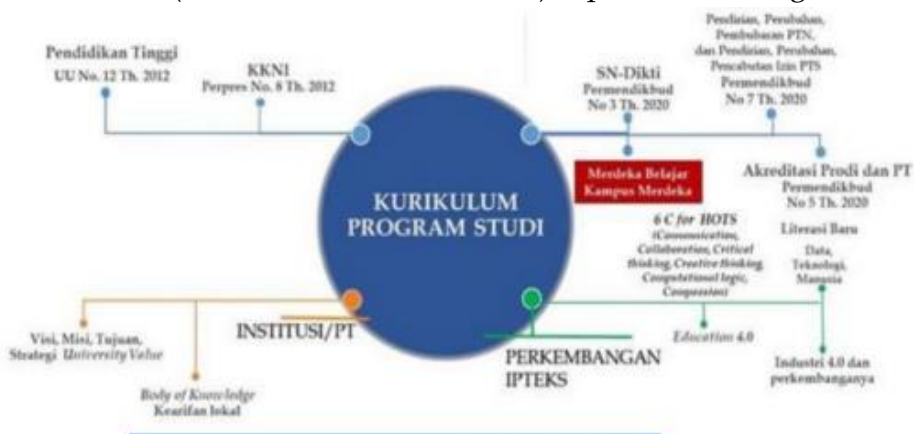 Pendidikan Tinggi
UU No. 12 Th. 2012
KKNI
Perpres No. 8 Th. 2012
SN-Dikti
Permendikbud
No 3 Th. 2020
Pendirian, Perubahan,
Pembubaran PTN,
dan Pendirian, Perubahan,
Pencabutan Izin PTS
Permendikbud
No 7 Th. 2020
Merdeka Belajar
Kampus Merdeka
Akreditasi Prodi dan PT
Permendikbud
No 5 Th. 2020
KURIKULUM
PROGRAM STUDI
6 C for HOTS
(Communication,
Collaboration, Critical
thinking, Creative thinking,
Computational logic,
Compassion)
Literasi Baru
Data,
Teknologi,
Manusia
INSTITUSI/PT
Visi, Misi, Tujuan,
Strategi University Value
Body of Knowledge
Kearifan lokal
PERKEMBANGAN
IPTEKS
Education 4.0
Industri 4.0 dan
perkembanganya